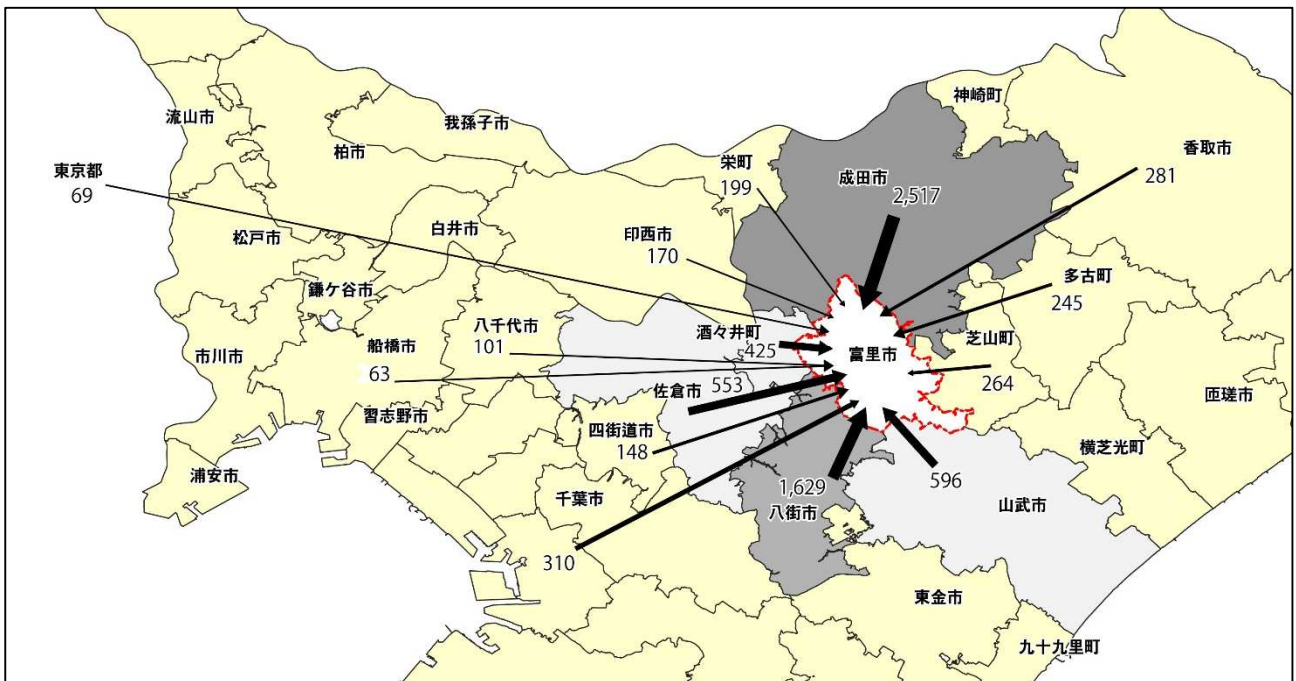 神崎町
流山市
我孫子市
柏市
香取市
東京都
69
栄町
199
成田市
2,517
281
白井市
印西市
170
松戸市
多古町
245
鎌ケ谷市
八千代市
101
酒々井町
425
芝山町
264
富里市
市川市
船橋市
63
553
佐倉市
匝瑳市
習志野市
四街道市
148
横芝光町
浦安市
千葉市
310
1,629
八街市
596
山武市
東金市
九十九里町